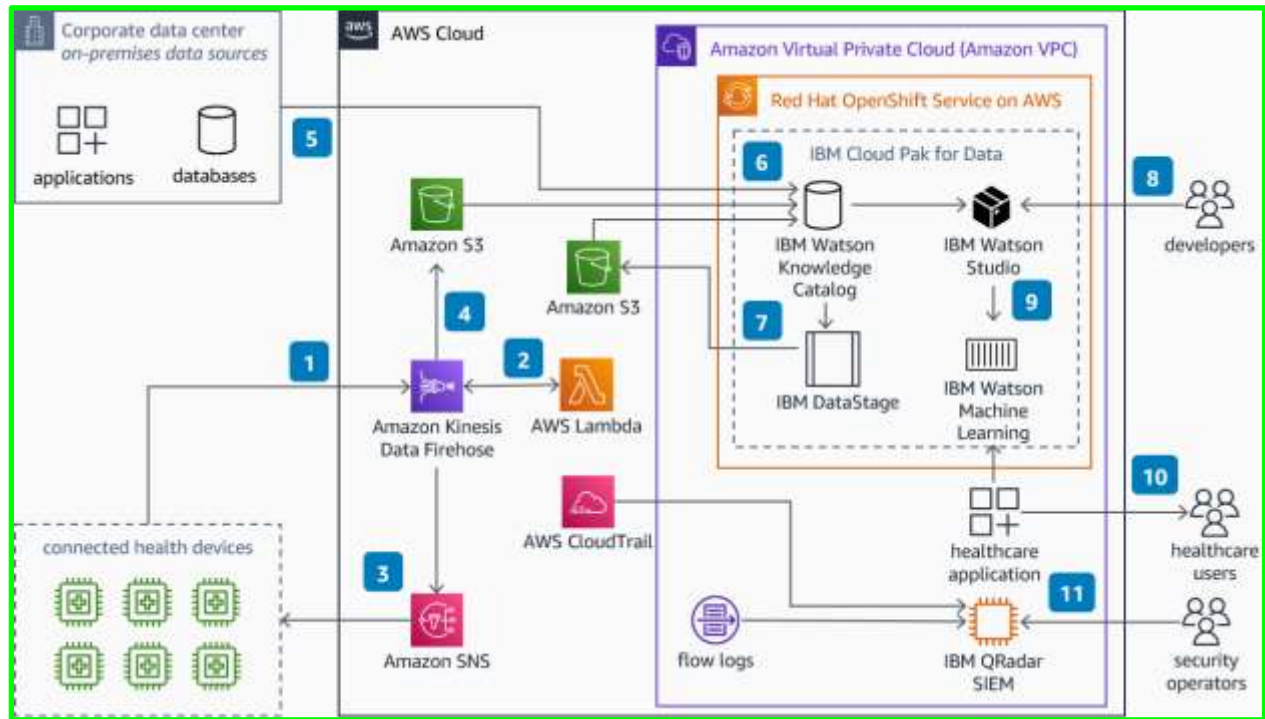 Corporate data center
on-premises data sources
applications
databases
5
aws
AWS Cloud
Amazon Virtual Private Cloud (Amazon VPC)
Red Hat OpenShift Service on AWS
IBM Cloud Pak for Data
6
IBM Watson
Knowledge
Catalog
IBM Watson
Studio
8
developers
Amazon S3
Amazon S3
4
7
9
IBM DataStage
IBM Watson
Machine
Learning
1
2
Amazon Kinesis
Data Firehose
AWS Lambda
AWS CloudTrail
10
healthcare
application
healthcare
users
connected health devices
3
Amazon SNS
flow logs
11
IBM QRadar
SIEM
security
operators